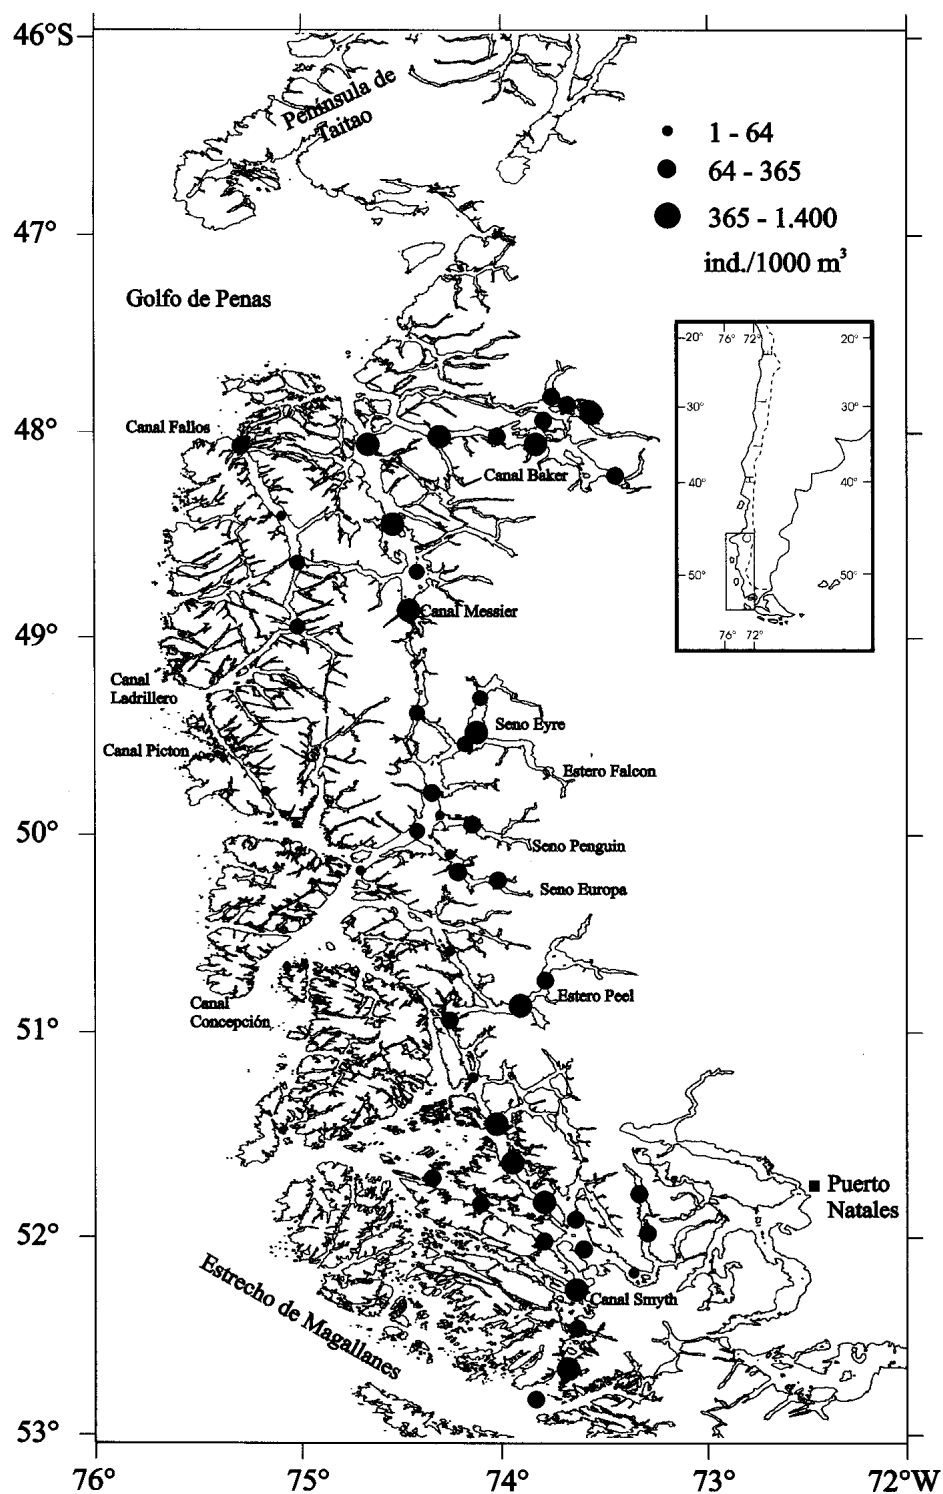 46°S
Península de
Taitao
1 - 64
64 - 365
365 - 1.400
ind./1000 m³
47°
Golfo de Penas
20° 76° 72° 20°
30° 30°
40° 40°
50° 50°
76° 72°
48°
Canal Fallos
Canal Baker
49°
Canal Messier
Canal
Ladrillero
Seno Eyre
Canal Picton
Estero Falcon
50°
Seno Penguin
Seno Europa
Canal
Concepción
Estero Peel
51°
Puerto
Natales
52°
Estrecho de Magallanes
Canal Smyth
53°
76° 75° 74° 73° 72°W